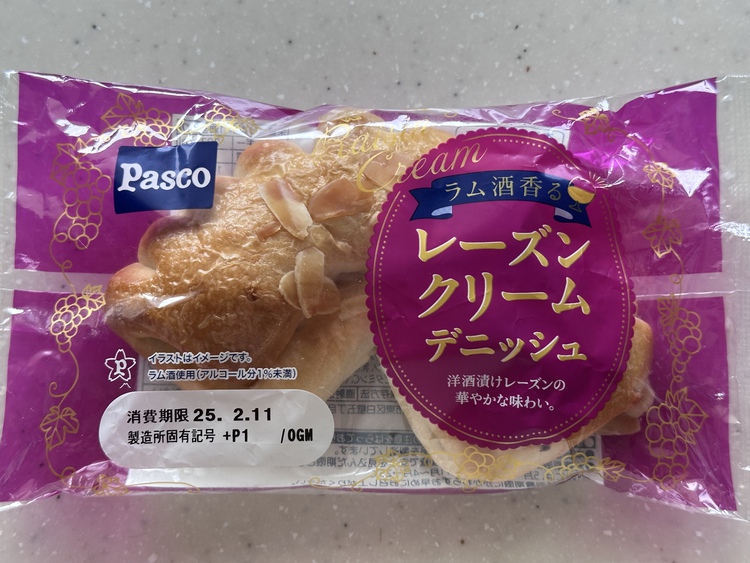 Cream
Pasco
ラム酒香る
レーズン
クリーム
デニッシュ
洋酒漬けレーズンの
華やかな味わい。
イラストはイメージです。
ラム酒使用(アルコール分1%未満)
消費期限 25. 2.11
製造所固有記号 +P1 /OGM